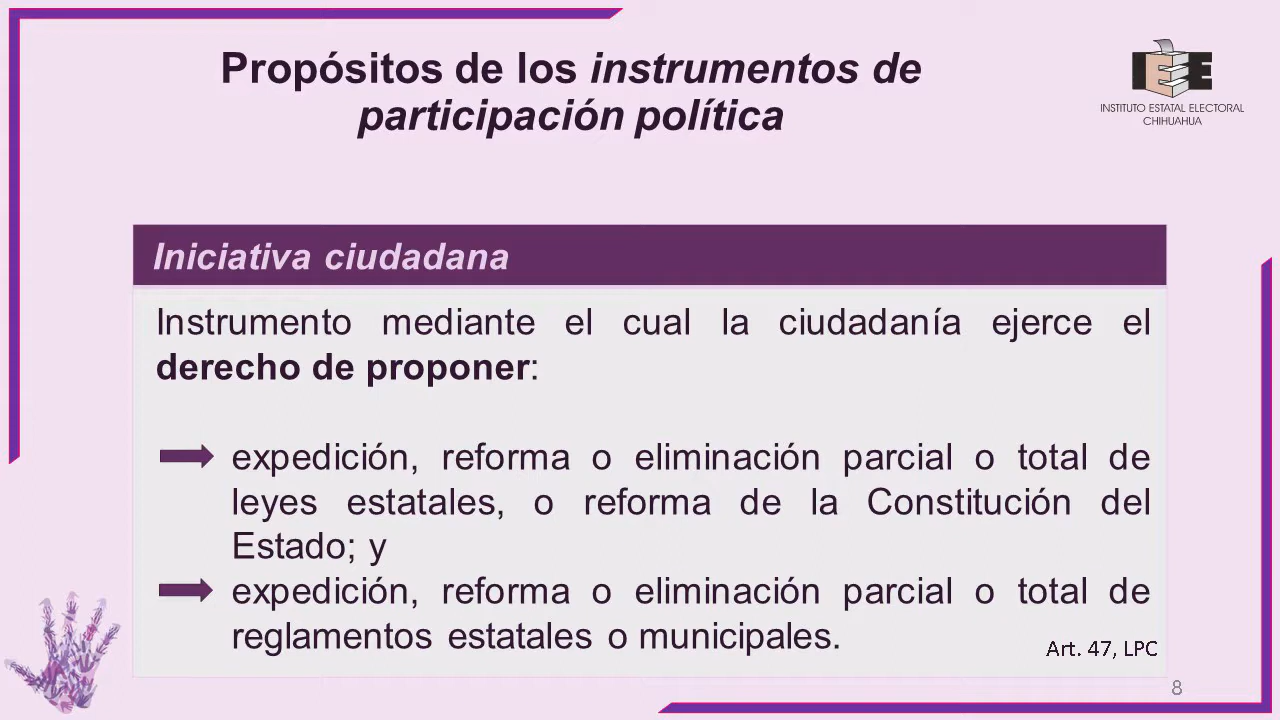 Propósitos de los instrumentos de
participación política
IEE
INSTITUTO ESTATAL ELECTORAL
CHIHUAHUA
Iniciativa ciudadana
Instrumento mediante el cual la ciudadanía ejerce el
derecho de proponer:
expedición, reforma o eliminación parcial o total de
leyes estatales, o reforma de la Constitución del
Estado; y
expedición, reforma o eliminación parcial o total de
reglamentos estatales o municipales.
Art. 47, LPC
8